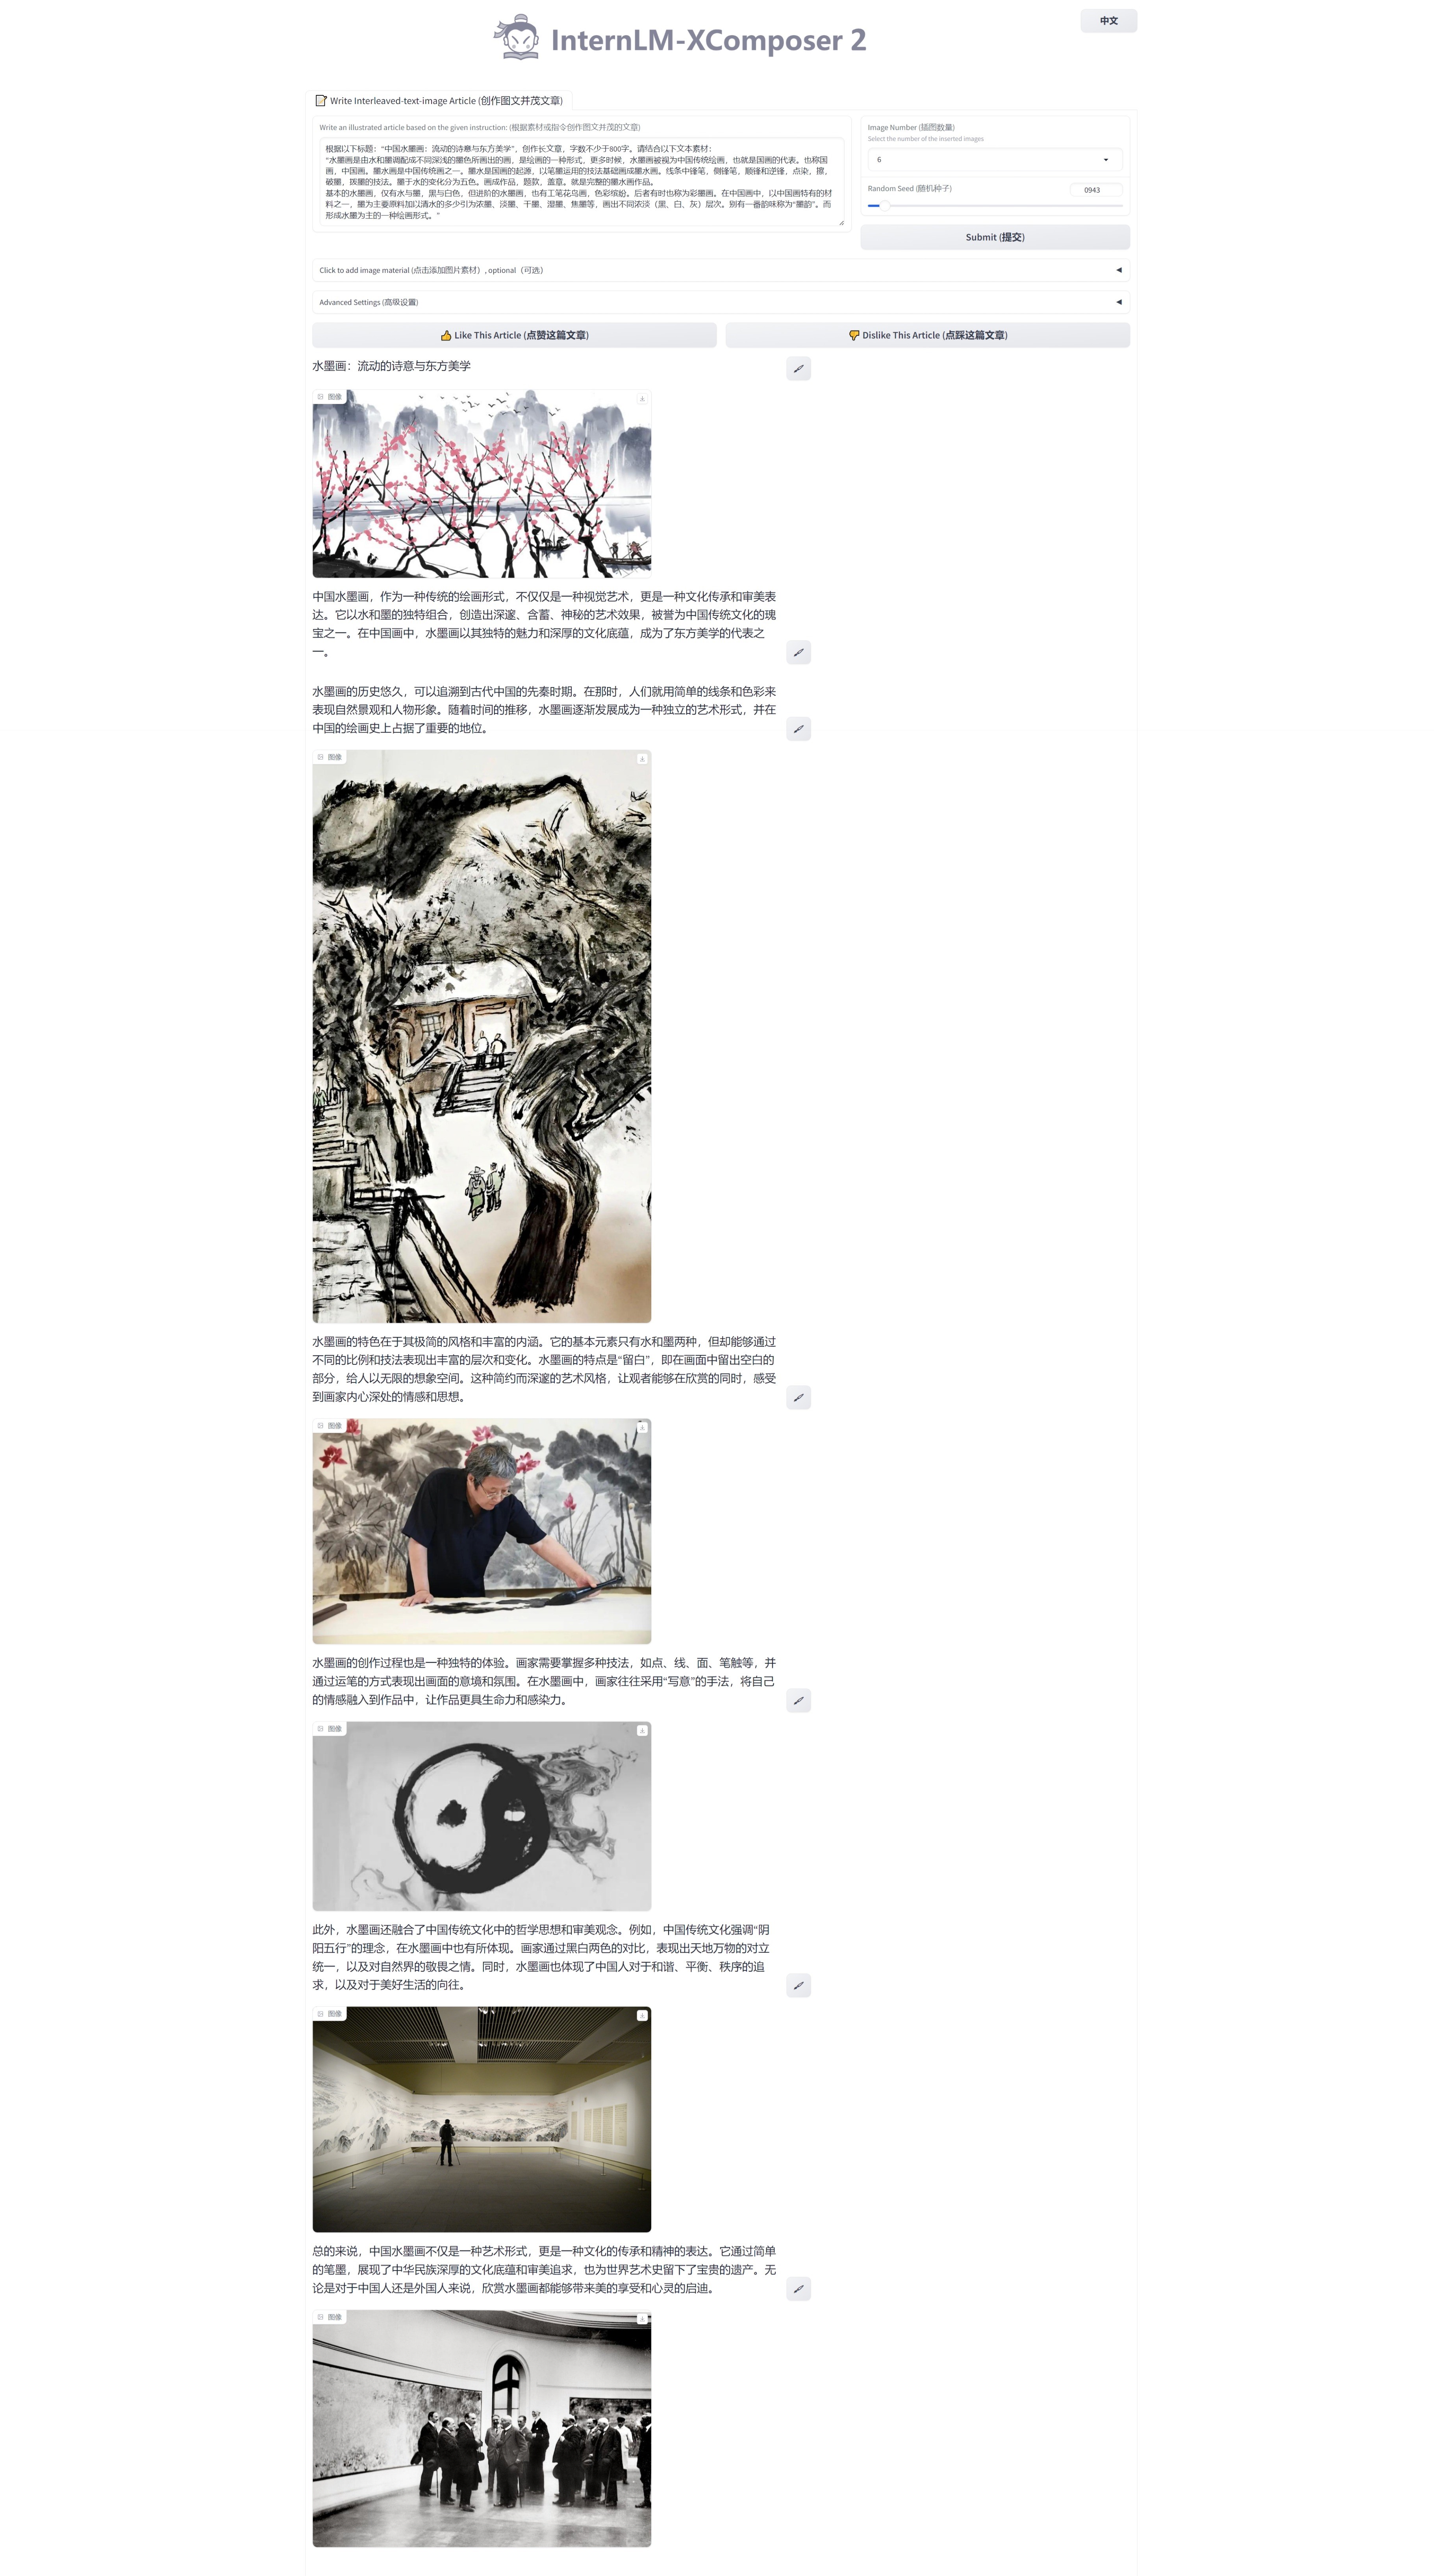 中文
InternLM-XComposer 2
Write Interleaved-text-image Article (创作图文并茂文章)
Write an illustrated article based on the given instruction: (根据素材或指令创作图文并茂的文章)
根据以下标题：“中国水墨画：流动的诗意与东方美学”，创作长文章，字数不少于800字。请结合以下文本素材：
“水墨画是由水和墨调配成不同深浅的墨色所画出的画，是绘画的一种形式，更多时候，水墨画被视为中国传统绘画，也就是国画的代表。也称国
画，中国画。墨水画是中国传统画之一。墨水是国画的起源，以笔墨运用的技法基础画成墨水画。线条中锋笔，侧锋笔，顺锋和逆锋，点染，擦，
破墨，拨墨的技法。墨于水的变化分为五色。画成作品，题款，盖章。就是完整的墨水画作品。
基本的水墨画，仅有水与墨，黑与白色，但进阶的水墨画，也有工笔花鸟画，色彩缤纷。后者有时也称为彩墨画。在中国画中，以中国画特有的材
料之一，墨为主要原料加以清水的多少引为浓墨、淡墨、干墨、湿墨、焦墨等，画出不同浓淡（黑、白、灰）层次。别有一番韵味称为“墨韵”。而
形成水墨为主的一种绘画形式。”
Image Number (插图数量)
Select the number of the inserted images
6
Random Seed (随机种子)
0943
Submit (提交)
Click to add image material (点击添加图片素材）, optional（可选）
Advanced Settings (高级设置)
Like This Article (点赞这篇文章)
Dislike This Article (点踩这篇文章)
水墨画：流动的诗意与东方美学
图像
中国水墨画，作为一种传统的绘画形式，不仅仅是一种视觉艺术，更是一种文化传承和审美表
达。它以水和墨的独特组合，创造出深邃、含蓄、神秘的艺术效果，被誉为中国传统文化的瑰
宝之一。在中国画中，水墨画以其独特的魅力和深厚的文化底蕴，成为了东方美学的代表之
一。
水墨画的历史悠久，可以追溯到古代中国的先秦时期。在那时，人们就用简单的线条和色彩来
表现自然景观和人物形象。随着时间的推移，水墨画逐渐发展成为一种独立的艺术形式，并在
中国的绘画史上占据了重要的地位。
图像
水墨画的特色在于其极简的风格和丰富的内涵。它的基本元素只有水和墨两种，但却能够通过
不同的比例和技法表现出丰富的层次和变化。水墨画的特点是“留白”，即在画面中留出空白的
部分，给人以无限的想象空间。这种简约而深邃的艺术风格，让观者能够在欣赏的同时，感受
到画家内心深处的情感和思想。
图像
水墨画的创作过程也是一种独特的体验。画家需要掌握多种技法，如点、线、面、笔触等，并
通过运笔的方式表现出画面的意境和氛围。在水墨画中，画家往往采用“写意”的手法，将自己
的情感融入到作品中，让作品更具生命力和感染力。
图像
此外，水墨画还融合了中国传统文化中的哲学思想和审美观念。例如，中国传统文化强调“阴
阳五行”的理念，在水墨画中也有所体现。画家通过黑白两色的对比，表现出天地万物的对立
统一，以及对自然界的敬畏之情。同时，水墨画也体现了中国人对于和谐、平衡、秩序的追
求，以及对于美好生活的向往。
图像
总的来说，中国水墨画不仅是一种艺术形式，更是一种文化的传承和精神的表达。它通过简单
的笔墨，展现了中华民族深厚的文化底蕴和审美追求，也为世界艺术史留下了宝贵的遗产。无
论是对于中国人还是外国人来说，欣赏水墨画都能够带来美的享受和心灵的启迪。
图像